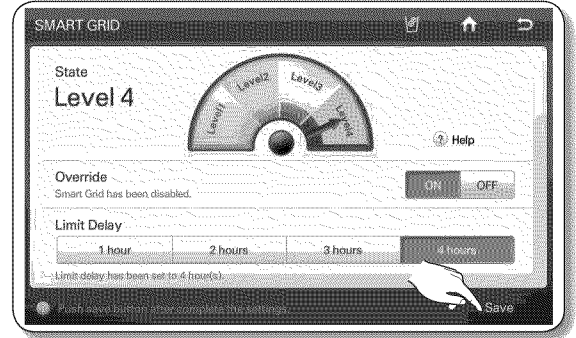 SMART GRID
State
Level 4
Level1
Level2
Level3
Level4
Help
Override
Smart Grid has been disabled.
ON OFF
Limit Delay
1 hour 2 hours 3 hours 4 hours
Limit delay has been set to 4 hour(s).
Push save button after complete the settings.
Save